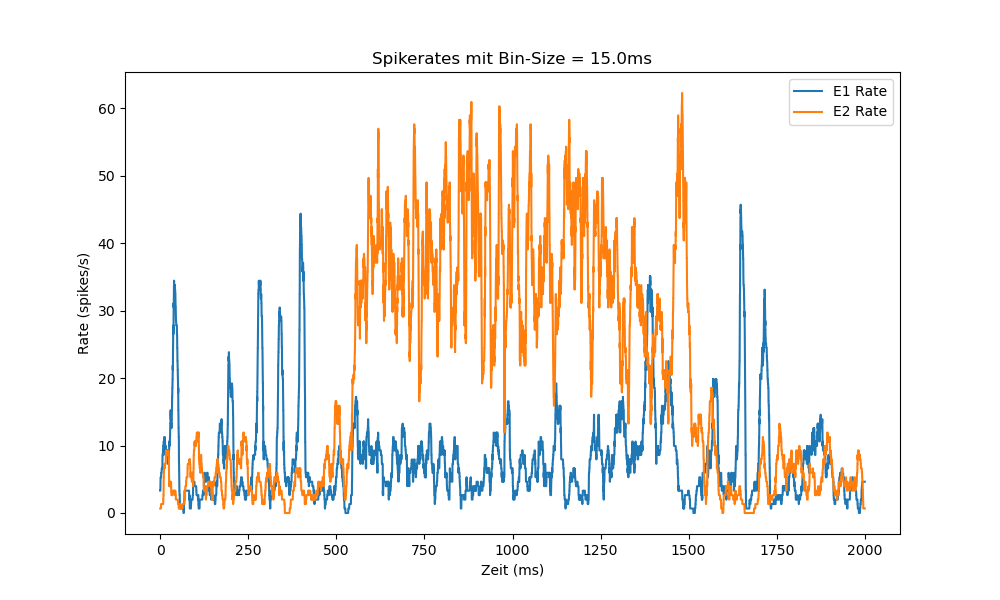 Spikerates mit Bin-Size = 15.0ms
E1 Rate
E2 Rate
60
50
40
30
20
10
0
Rate (spikes/s)
0 250 500 750 1000 1250 1500 1750 2000
Zeit (ms)